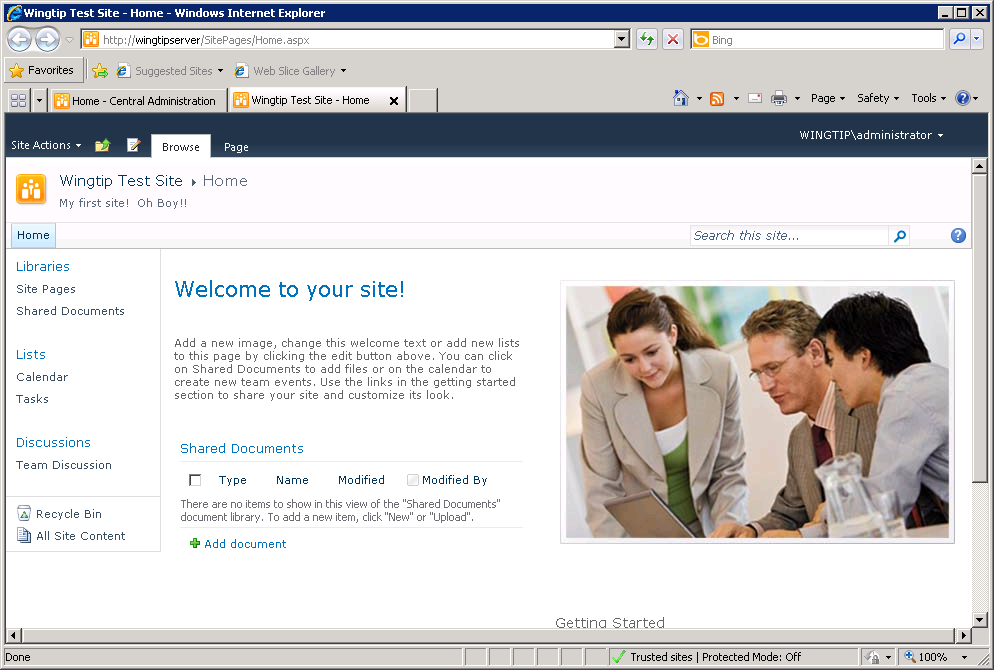 Wingtip Test Site - Home - Windows Internet Explorer
http://wingtipserver/SitePages/Home.aspx
Bing
Favorites
Suggested Sites
Web Slice Gallery
Home - Central Administration
Wingtip Test Site - Home
Page
Safety
Tools
Site Actions
Browse
Page
WINGTIP\administrator
Wingtip Test Site
Home
My first site!  Oh Boy!!
Home
Search this site...
Libraries
Site Pages
Shared Documents
Lists
Calendar
Tasks
Discussions
Team Discussion
Recycle Bin
All Site Content
Welcome to your site!
Add a new image, change this welcome text or add new lists
to this page by clicking the edit button above. You can click
on Shared Documents to add files or on the calendar to
create new team events. Use the links in the getting started
section to share your site and customize its look.
Shared Documents
Type Name Modified Modified By
There are no items to show in this view of the "Shared Documents"
document library. To add a new item, click "New" or "Upload".
Add document
Getting Started
Done
Trusted sites | Protected Mode: Off
100%